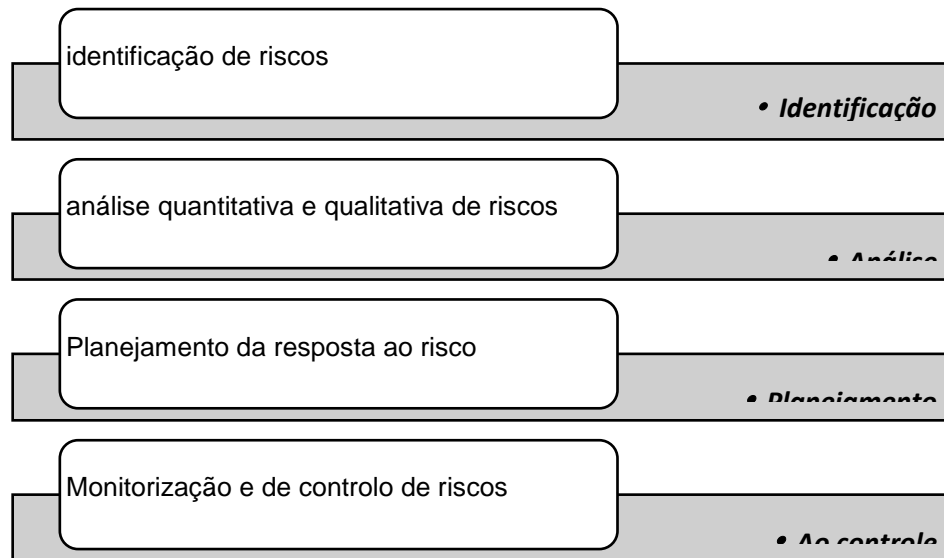 identificação de riscos
• Identificação
análise quantitativa e qualitativa de riscos
• Análise
Planejamento da resposta ao risco
• Planejamento
Monitorização e de controlo de riscos
• Ao controle